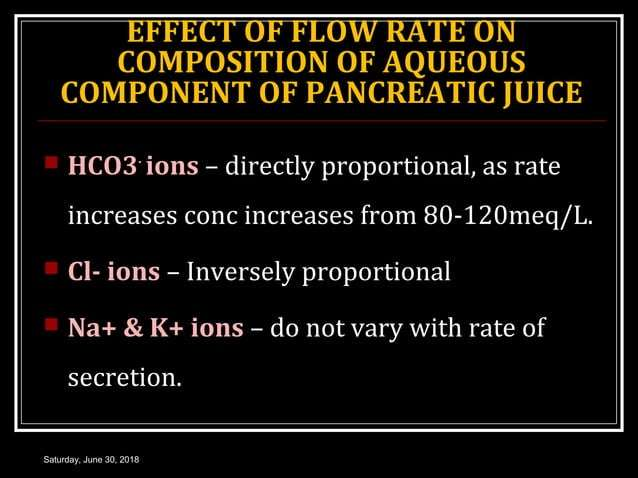 EFFECT OF FLOW RATE ON
COMPOSITION OF AQUEOUS
COMPONENT OF PANCREATIC JUICE
HCO3- ions – directly proportional, as rate
increases conc increases from 80-120meq/L.
Cl- ions – Inversely proportional
Na+ & K+ ions – do not vary with rate of
secretion.
Saturday, June 30, 2018